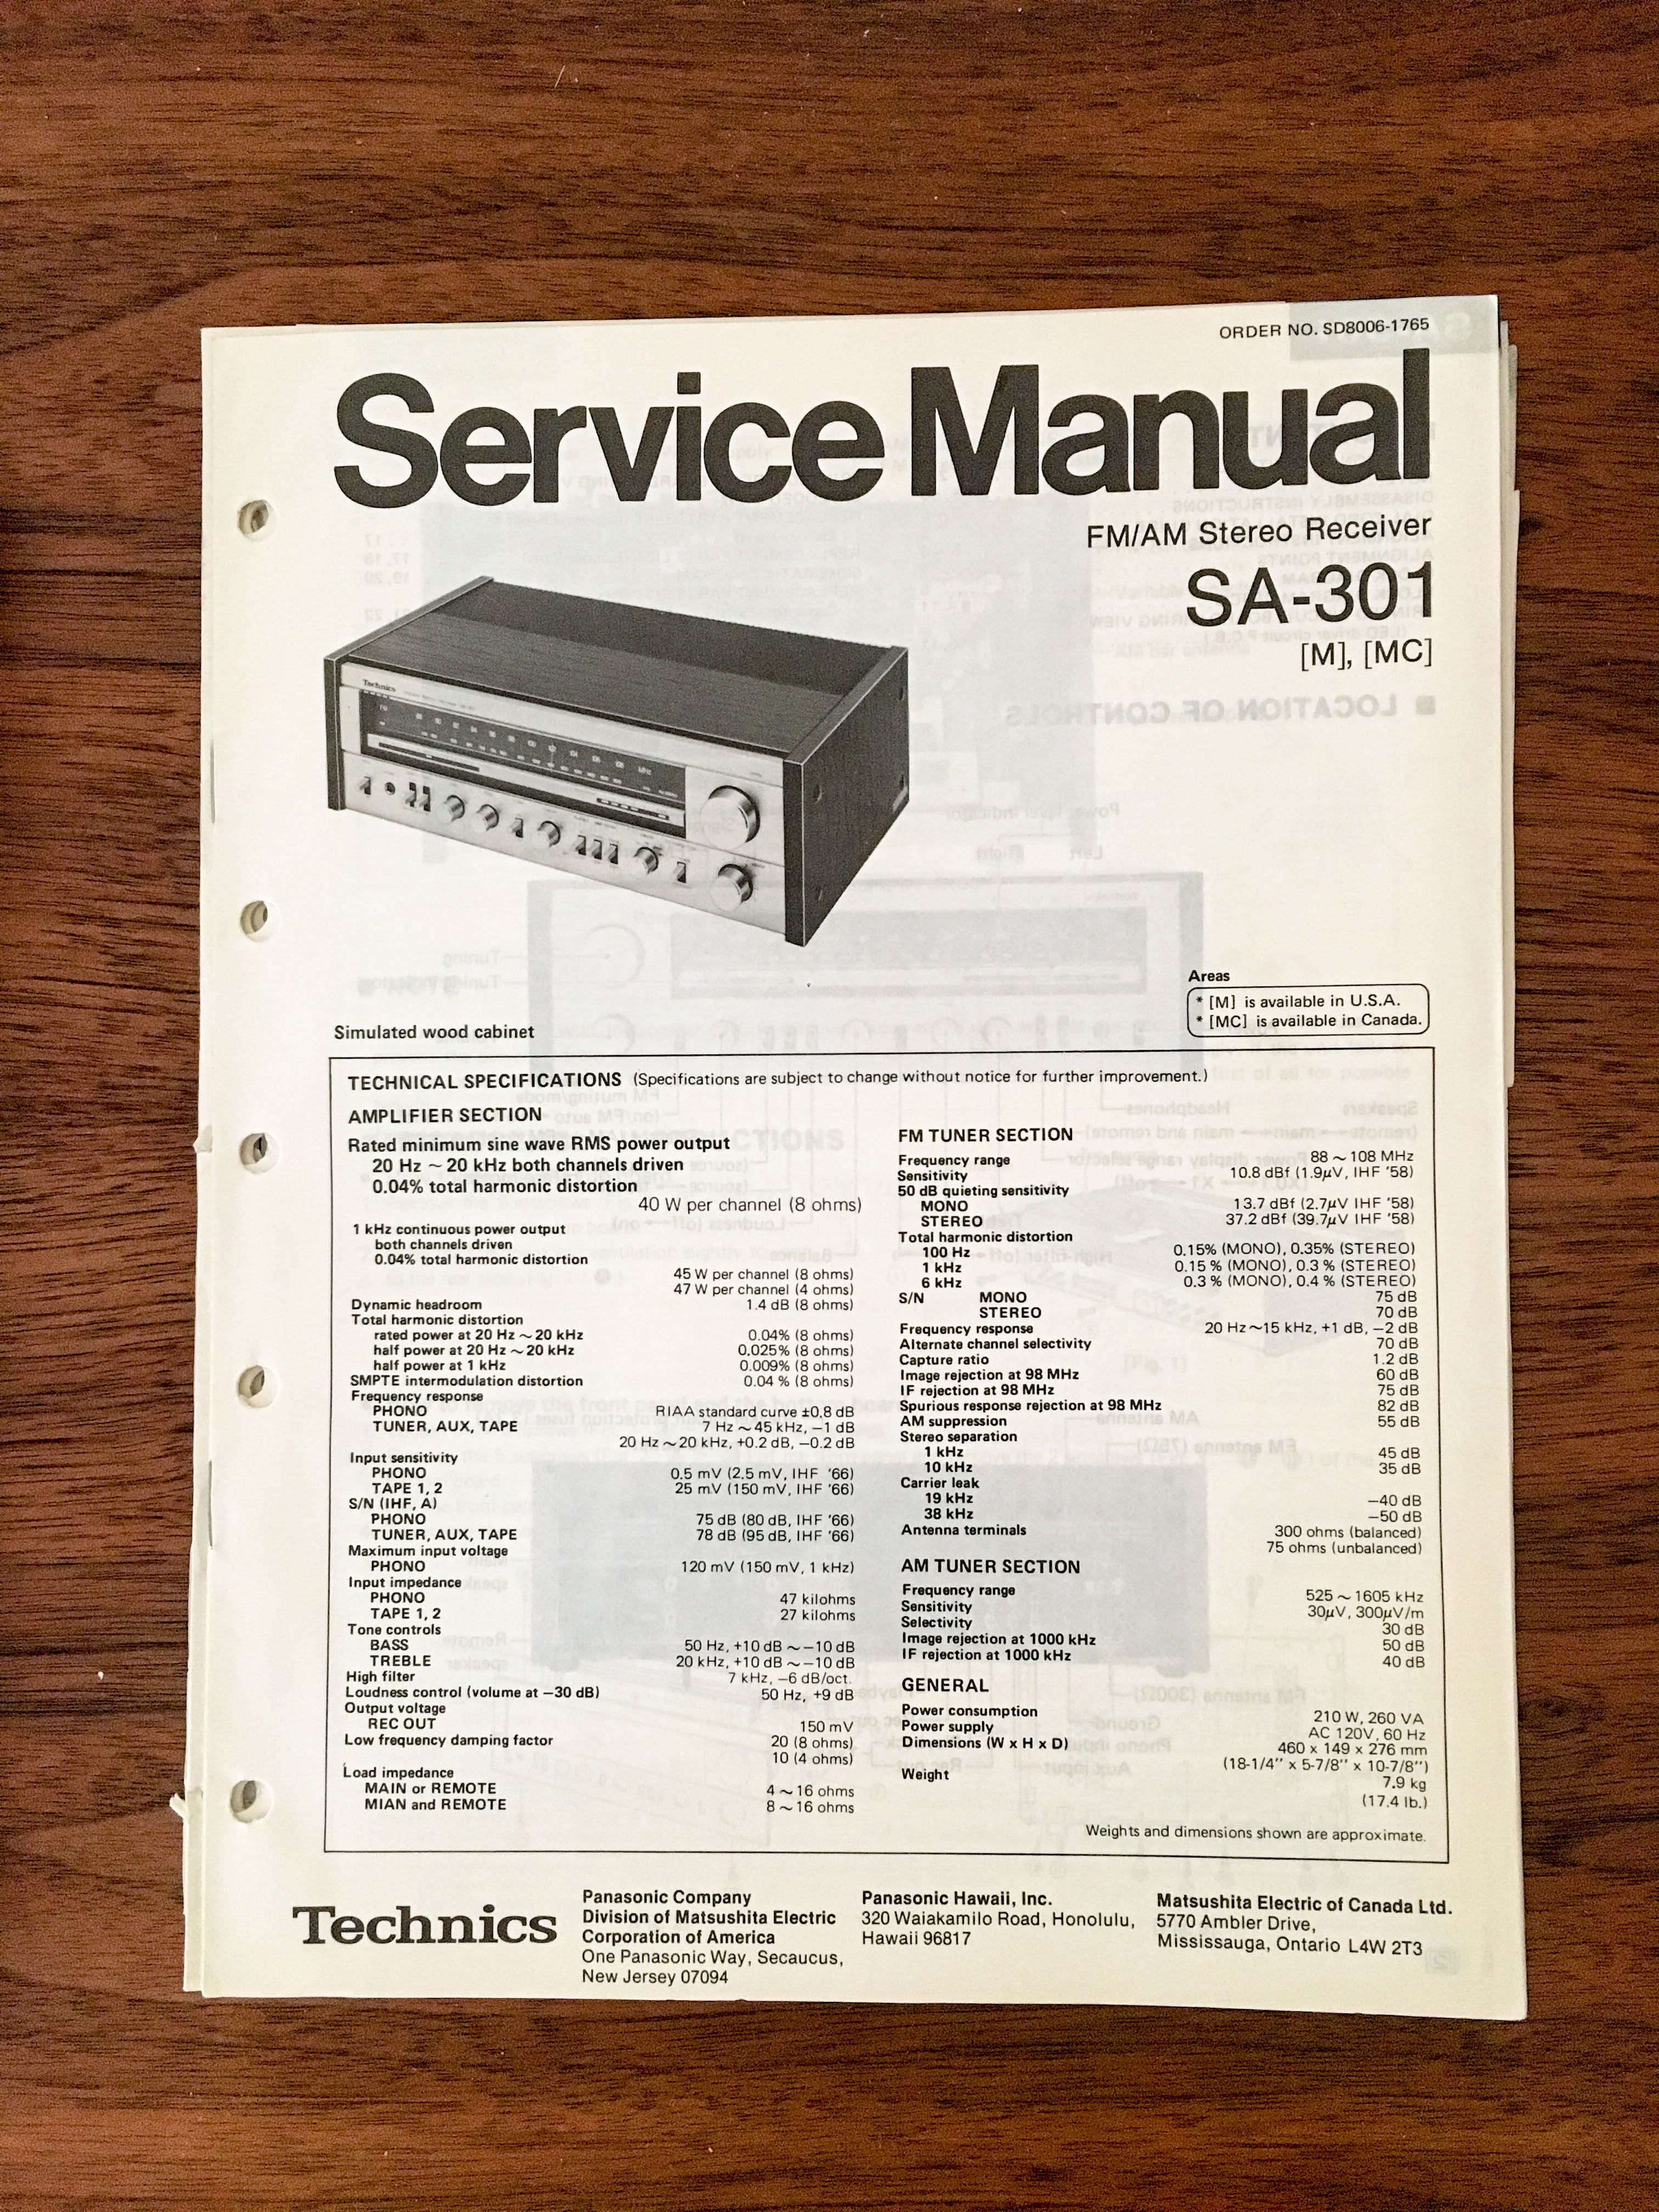 ORDER NO. SD8006-1765
Service Manual
FM/AM Stereo Receiver
SA-301
[M], [MC]
Technics
Areas
* [M] is available in U.S.A.
* [MC] is available in Canada.
Simulated wood cabinet
TECHNICAL SPECIFICATIONS (Specifications are subject to change without notice for further improvement.)
AMPLIFIER SECTION
Rated minimum sine wave RMS power output
20 Hz ~ 20 kHz both channels driven
0.04% total harmonic distortion
40 W per channel (8 ohms)
1 kHz continuous power output
both channels driven
0.04% total harmonic distortion
45 W per channel (8 ohms)
47 W per channel (4 ohms)
Dynamic headroom 1.4 dB (8 ohms)
Total harmonic distortion
rated power at 20 Hz ~ 20 kHz 0.04% (8 ohms)
half power at 20 Hz ~ 20 kHz 0.025% (8 ohms)
half power at 1 kHz 0.009% (8 ohms)
SMPTE intermodulation distortion 0.04 % (8 ohms)
Frequency response
PHONO RIAA standard curve ±0.8 dB
TUNER, AUX, TAPE 7 Hz ~ 45 kHz, −1 dB
20 Hz ~ 20 kHz, +0.2 dB, −0.2 dB
Input sensitivity
PHONO 0.5 mV (2.5 mV, IHF '66)
TAPE 1, 2 25 mV (150 mV, IHF '66)
S/N (IHF, A)
PHONO 75 dB (80 dB, IHF '66)
TUNER, AUX, TAPE 78 dB (95 dB, IHF '66)
Maximum input voltage
PHONO 120 mV (150 mV, 1 kHz)
Input impedance
PHONO 47 kilohms
TAPE 1, 2 27 kilohms
Tone controls
BASS 50 Hz, +10 dB ~ −10 dB
TREBLE 20 kHz, +10 dB ~ −10 dB
High filter 7 kHz, −6 dB/oct.
Loudness control (volume at −30 dB) 50 Hz, +9 dB
Output voltage
REC OUT 150 mV
Low frequency damping factor 20 (8 ohms)
10 (4 ohms)
Load impedance
MAIN or REMOTE 4 ~ 16 ohms
MIAN and REMOTE 8 ~ 16 ohms
FM TUNER SECTION
Frequency range 88 ~ 108 MHz
Sensitivity 10.8 dBf (1.9μV, IHF '58)
50 dB quieting sensitivity
MONO 13.7 dBf (2.7μV IHF '58)
STEREO 37.2 dBf (39.7μV IHF '58)
Total harmonic distortion
100 Hz 0.15% (MONO), 0.35% (STEREO)
1 kHz 0.15 % (MONO), 0.3 % (STEREO)
6 kHz 0.3 % (MONO), 0.4 % (STEREO)
S/N MONO 75 dB
STEREO 70 dB
Frequency response 20 Hz~15 kHz, +1 dB, −2 dB
Alternate channel selectivity 70 dB
Capture ratio 1.2 dB
Image rejection at 98 MHz 60 dB
IF rejection at 98 MHz 75 dB
Spurious response rejection at 98 MHz 82 dB
AM suppression 55 dB
Stereo separation
1 kHz 45 dB
10 kHz 35 dB
Carrier leak
19 kHz −40 dB
38 kHz −50 dB
Antenna terminals 300 ohms (balanced)
75 ohms (unbalanced)
AM TUNER SECTION
Frequency range 525 ~ 1605 kHz
Sensitivity 30μV, 300μV/m
Selectivity 30 dB
Image rejection at 1000 kHz 50 dB
IF rejection at 1000 kHz 40 dB
GENERAL
Power consumption 210 W, 260 VA
Power supply AC 120V, 60 Hz
Dimensions (W x H x D) 460 x 149 x 276 mm
(18-1/4'' x 5-7/8'' x 10-7/8'')
Weight 7.9 kg
(17.4 lb.)
Weights and dimensions shown are approximate.
Technics
Panasonic Company
Division of Matsushita Electric
Corporation of America
One Panasonic Way, Secaucus,
New Jersey 07094
Panasonic Hawaii, Inc.
320 Waiakamilo Road, Honolulu,
Hawaii 96817
Matsushita Electric of Canada Ltd.
5770 Ambler Drive,
Mississauga, Ontario L4W 2T3